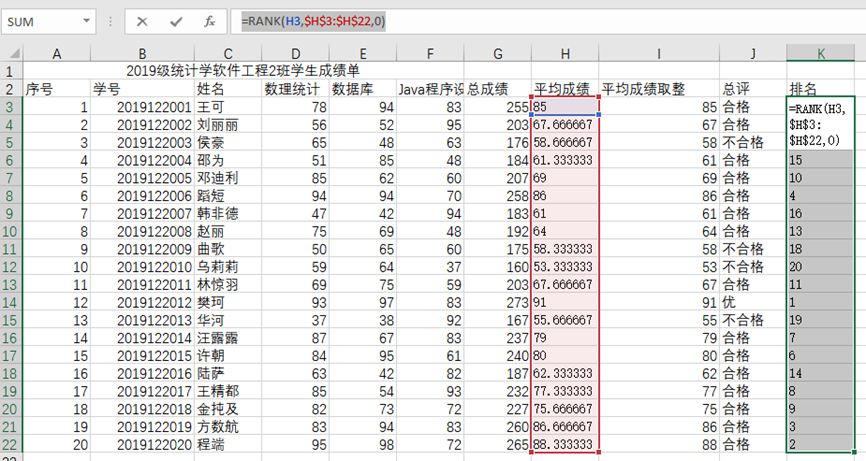 SUM =RANK(H3,$H$3:$H$22,0)
A B C D E F G H I J K
1 2019级统计学软件工程2班学生成绩单
2 序号 学号 姓名 数理统计 数据库 Java程序设 总成绩 平均成绩 平均成绩取整 总评 排名
3 1 2019122001 王可 78 94 83 255 85 85 合格 =RANK(H3,
4 2 2019122002 刘丽丽 56 52 95 203 67.666667 67 合格 $H$3:
5 3 2019122003 侯豪 65 48 63 176 58.666667 58 不合格 $H$22,0)
6 4 2019122004 邵为 51 85 48 184 61.333333 61 合格 15
7 5 2019122005 邓迪利 85 62 60 207 69 69 合格 10
8 6 2019122006 蹈短 94 94 70 258 86 86 合格 4
9 7 2019122007 韩非德 47 42 94 183 61 61 合格 16
10 8 2019122008 赵丽 75 69 48 192 64 64 合格 13
11 9 2019122009 曲歌 50 65 60 175 58.333333 58 不合格 18
12 10 2019122010 乌莉莉 59 64 37 160 53.333333 53 不合格 20
13 11 2019122011 林惊羽 69 75 59 203 67.666667 67 合格 11
14 12 2019122012 樊珂 93 97 83 273 91 91 优 1
15 13 2019122013 华河 37 38 92 167 55.666667 55 不合格 19
16 14 2019122014 汪露露 87 67 83 237 79 79 合格 7
17 15 2019122015 许朝 84 95 61 240 80 80 合格 6
18 16 2019122016 陆萨 63 42 82 187 62.333333 62 合格 14
19 17 2019122017 王精都 85 54 93 232 77.333333 77 合格 8
20 18 2019122018 金扽及 82 73 72 227 75.666667 75 合格 9
21 19 2019122019 方数航 83 94 83 260 86.666667 86 合格 3
22 20 2019122020 程端 95 98 72 265 88.333333 88 合格 2